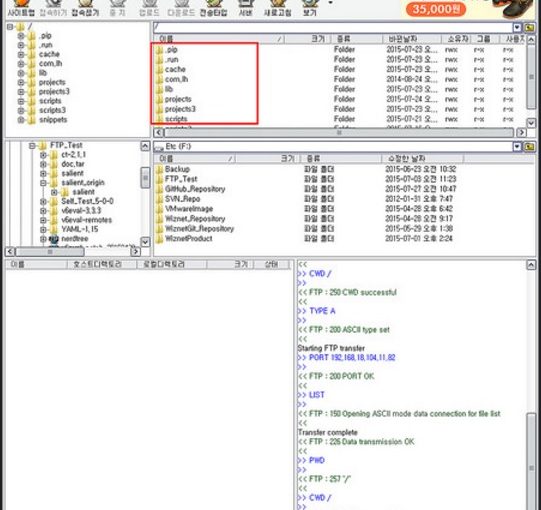 35,000원
사이트맵 접속하기 접속끊기 중 지 업로드 다운로드 전송타입 서버 새로고침 보기
/
.pip
.run
cache
com_lh
lib
projects
projects3
scripts
scripts3
snippets
/
이름 / 크기 종류 바뀐날짜 소유자 그룹 사용자
.pip Folder 2015-07-23 오... rwx r-x r-x
.run Folder 2015-07-23 오... rwx r-x r-x
cache Folder 2015-07-23 오... rwx r-x r-x
com_lh Folder 2014-08-24 오... rwx r-x r-x
lib Folder 2015-07-23 오... rwx r-x r-x
projects Folder 2015-07-24 오... rwx r-x r-x
projects3 Folder 2015-07-23 오... rwx r-x r-x
scripts Folder 2015-07-21 오... rwx r-x r-x
FTP_Test
ct-2.1.1
doc.tar
salient
salient_origin
salient
Self_Test_5-0-0
v6eval-3.3.3
v6eval-remotes
YAML-1.15
nerdtree
Etc (F:)
이름 / 크기 종류 수정한 날짜
Backup 파일 폴더 2015-06-23 오전 10:32
FTP_Test 파일 폴더 2015-07-03 오전 11:23
GitHub_Repository 파일 폴더 2015-07-27 오전 10:47
SVN_Repo 파일 폴더 2012-01-31 오후 7:47
VMwareImage 파일 폴더 2015-04-28 오후 6:42
Wiznet_Repository 파일 폴더 2015-04-28 오전 9:17
WiznetGit_Repository 파일 폴더 2015-05-29 오후 1:38
WiznetProduct 파일 폴더 2015-07-01 오후 2:24
이름 호스트디렉토리 로컬디렉토리 크기 상태
<<
>> CWD /
>>
<< FTP : 250 CWD successful
<<
>> TYPE A
>>
<< FTP : 200 ASCII type set
<<
Starting FTP transfer
>> PORT 192,168,18,104,11,82
>>
<< FTP : 200 PORT OK
<<
>> LIST
>>
<< FTP : 150 Opening ASCII mode data connection for file list
<<
Transfer complete
<< FTP : 226 Data transmission OK
<<
>> PWD
>>
<< FTP : 257 "/"
<<
>> CWD /
>>